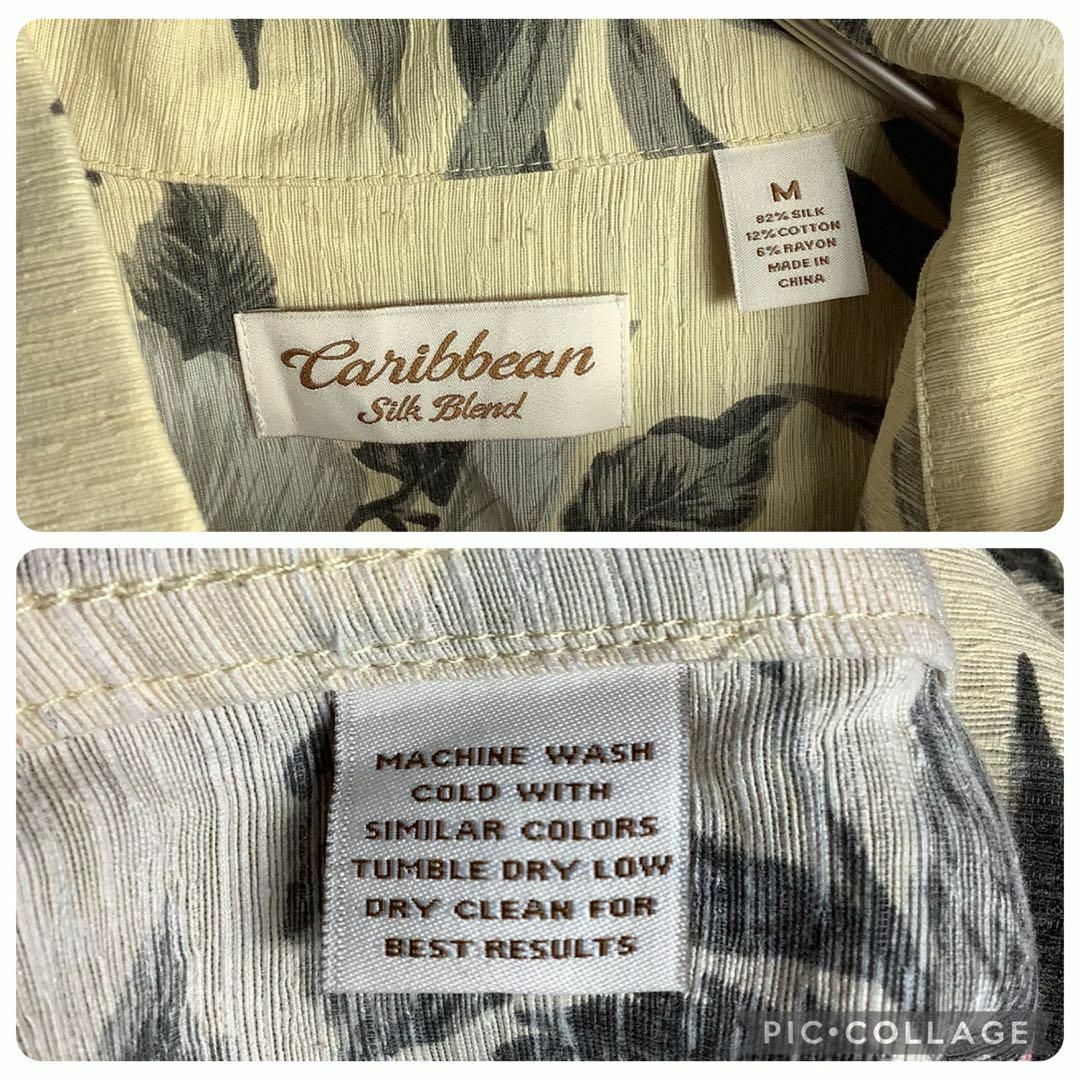 M
82% SILK
12% COTTON
6% RAYON
MADE IN
CHINA
Caribbean
Silk Blend
MACHINE WASH
COLD WITH
SIMILAR COLORS
TUMBLE DRY LOW
DRY CLEAN FOR
BEST RESULTS
PIC•COLLAGE